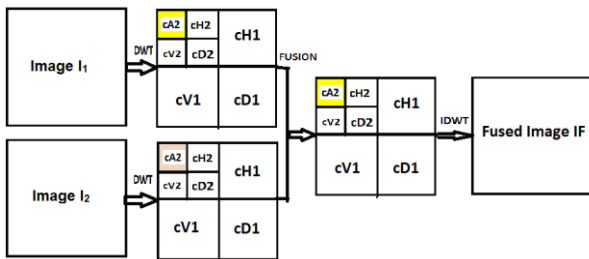 Image I₁
DWT
cA2 cH2
cV2 cD2
cH1
cV1 cD1
FUSION
Image I₂
DWT
cA2 cH2
cV2 cD2
cH1
cV1 cD1
cA2 cH2
cV2 cD2
cH1
cV1 cD1
IDWT
Fused Image IF